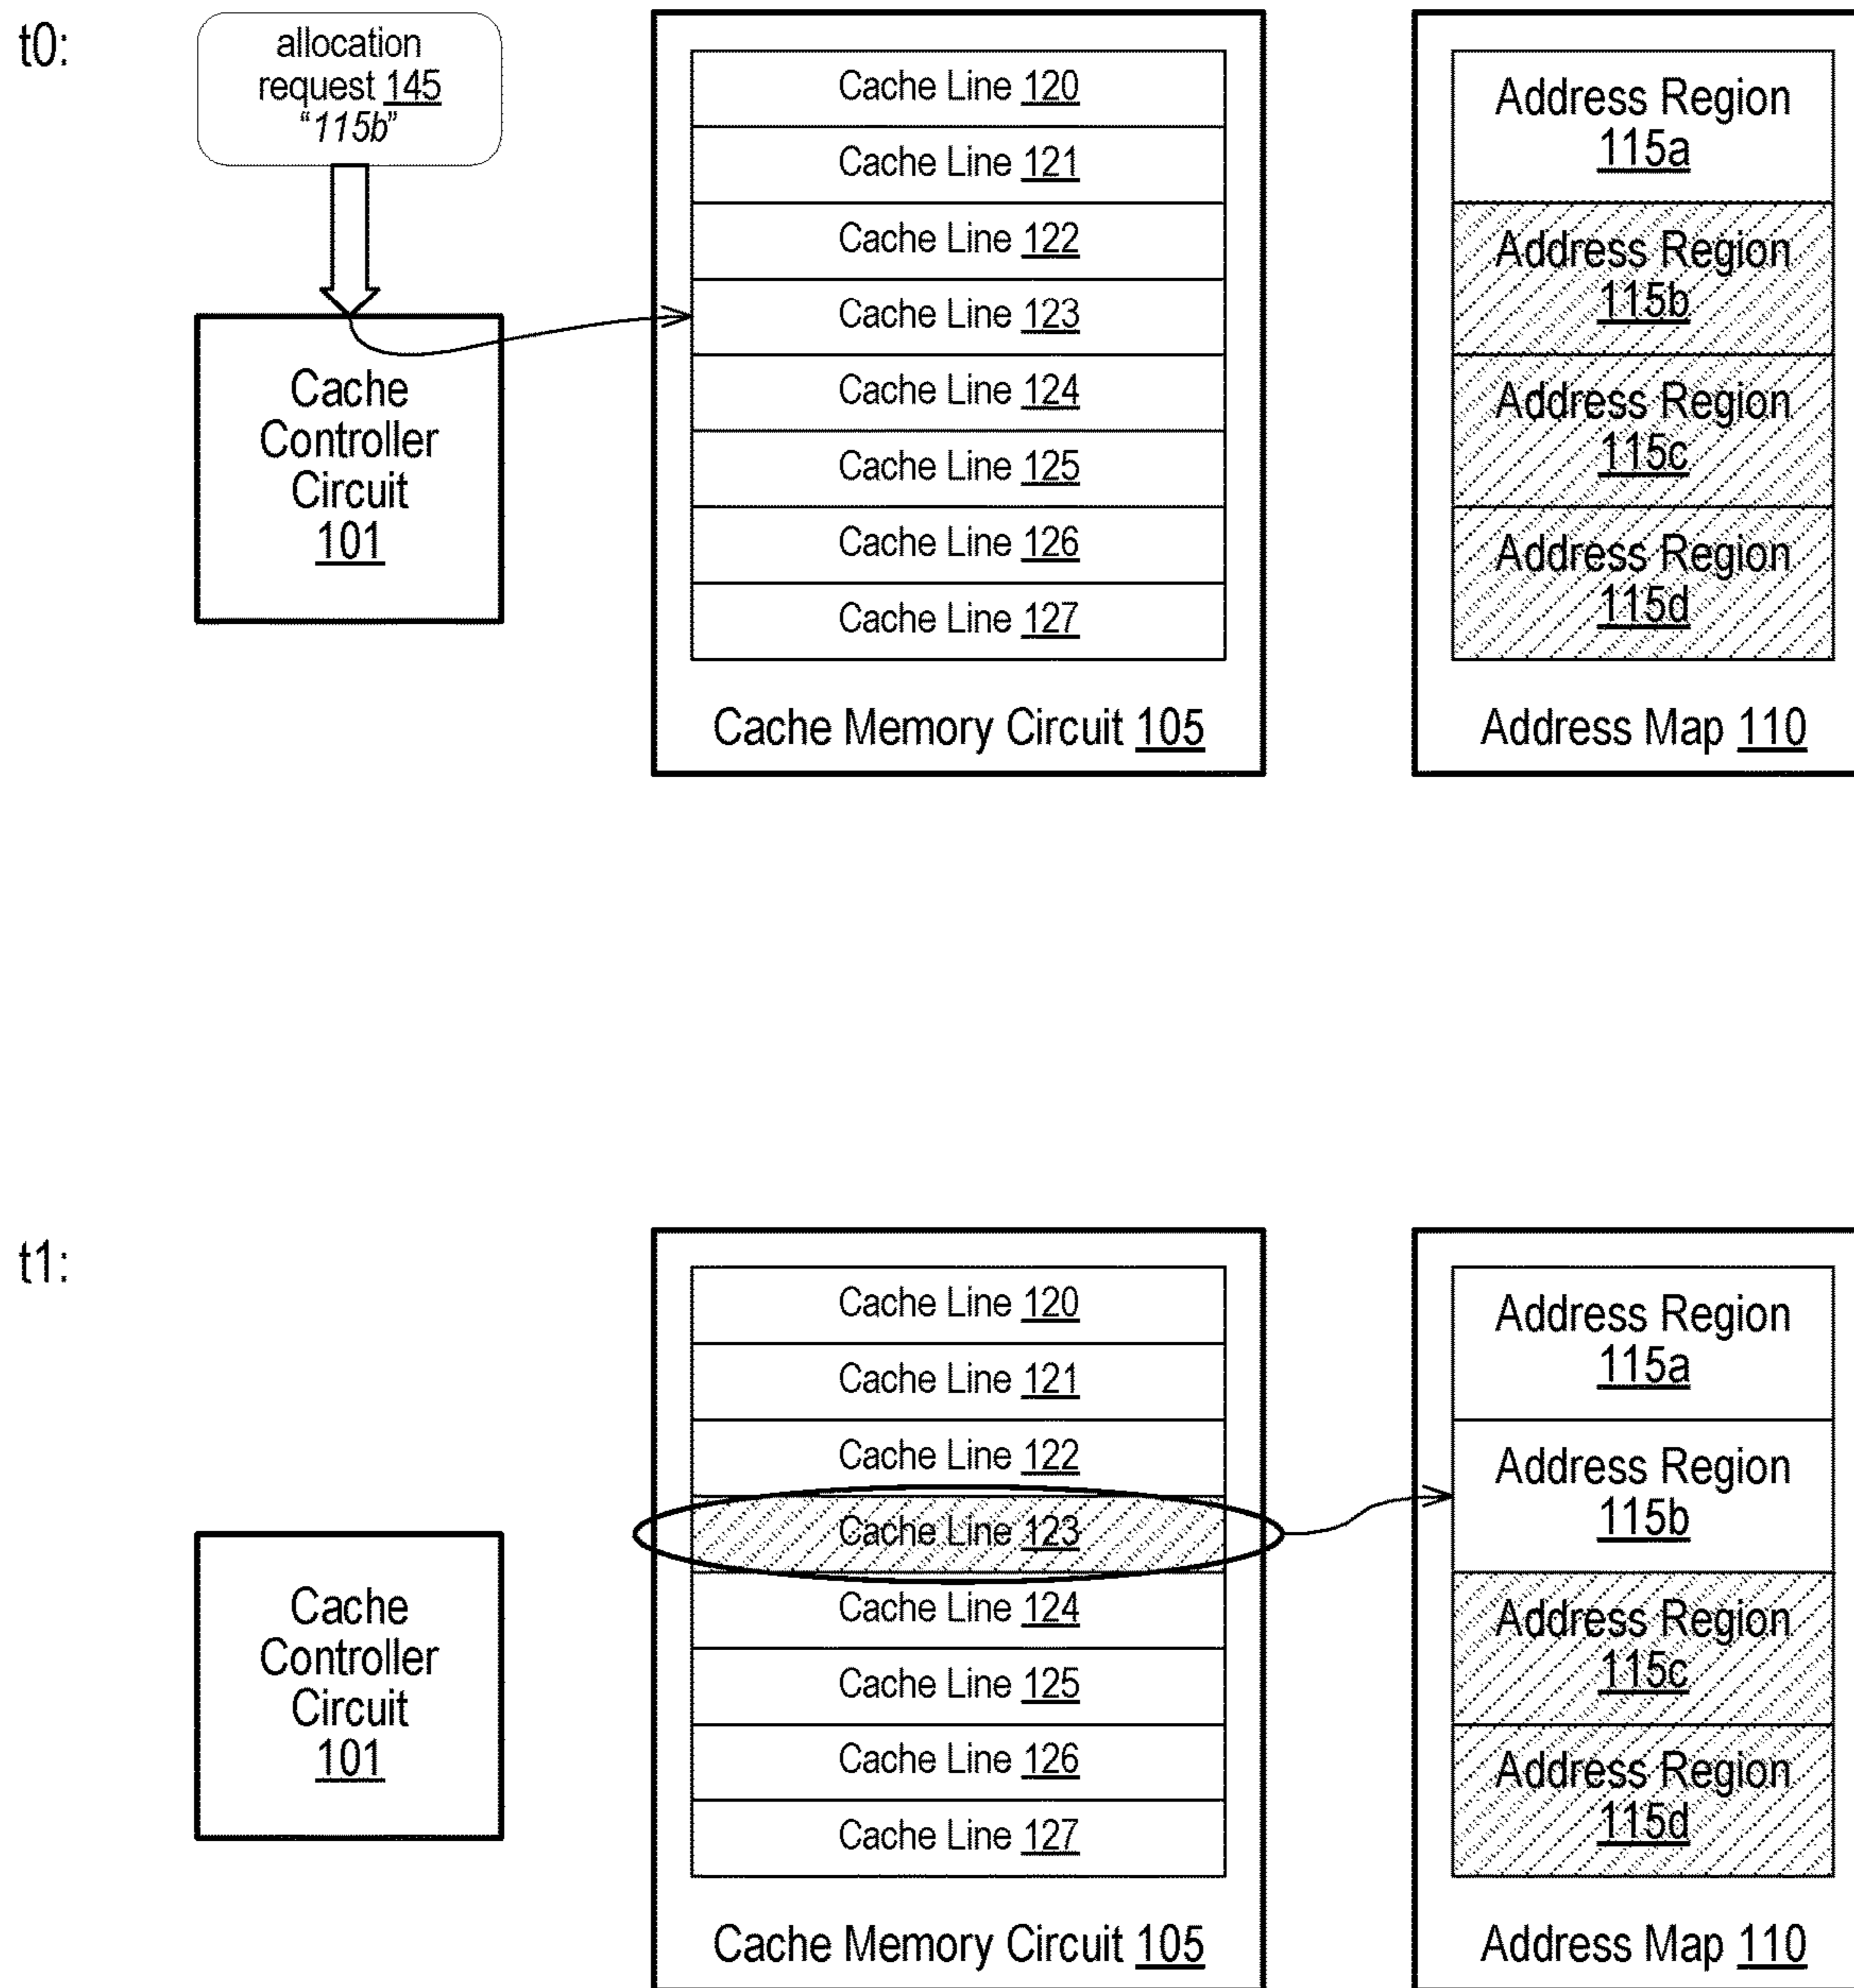 t0:
allocation
request 145
“115b”
Cache
Controller
Circuit
101
Cache Line 120
Cache Line 121
Cache Line 122
Cache Line 123
Cache Line 124
Cache Line 125
Cache Line 126
Cache Line 127
Cache Memory Circuit 105
Address Region
115a
Address Region
115b
Address Region
115c
Address Region
115d
Address Map 110
t1:
Cache
Controller
Circuit
101
Cache Line 120
Cache Line 121
Cache Line 122
Cache Line 123
Cache Line 124
Cache Line 125
Cache Line 126
Cache Line 127
Cache Memory Circuit 105
Address Region
115a
Address Region
115b
Address Region
115c
Address Region
115d
Address Map 110